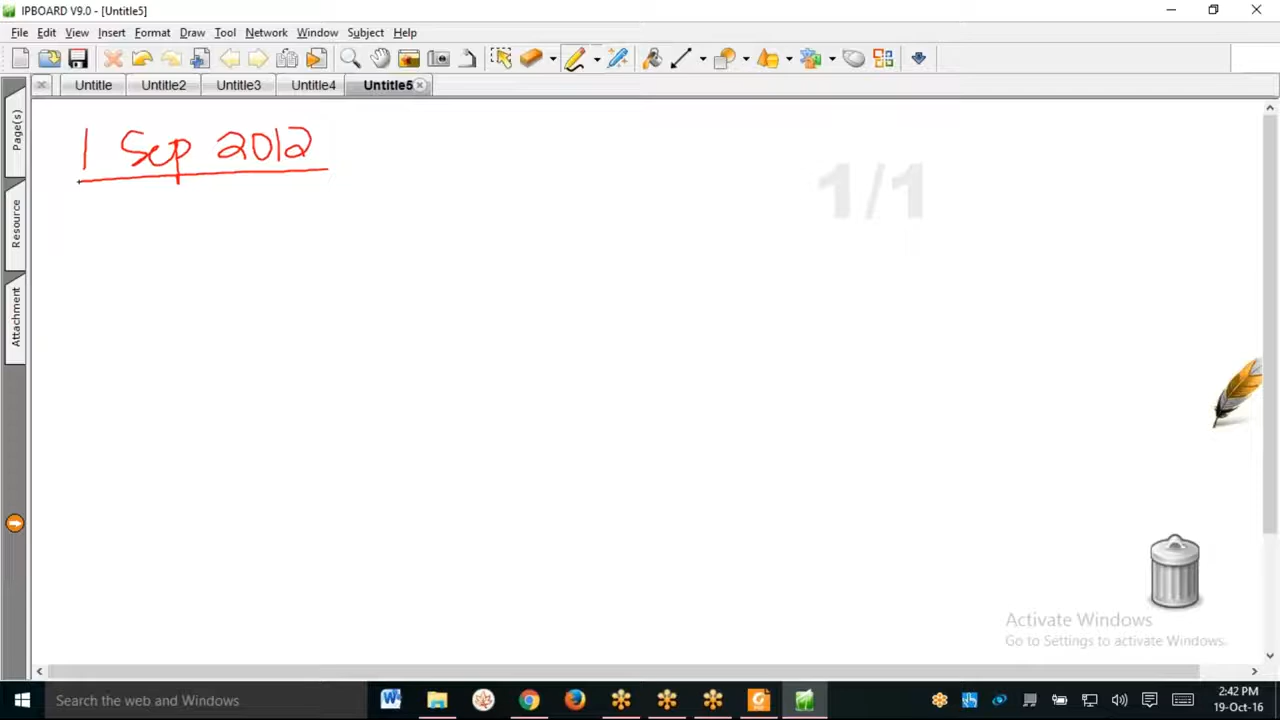 IPBOARD V9.0 - [Untitle5]
File Edit View Insert Format Draw Tool Network Window Subject Help
Untitle Untitle2 Untitle3 Untitle4 Untitle5
Page(s)
Resource
Attachment
1 Sep 2012
1/1
Activate Windows
Go to Settings to activate Windows.
Search the web and Windows
2:42 PM
19-Oct-16